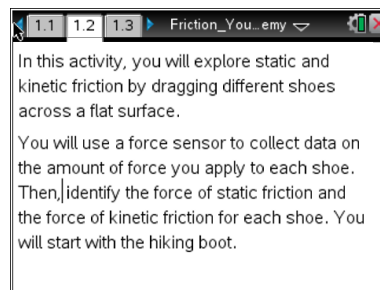 1.1 1.2 1.3 Friction_You...emy
In this activity, you will explore static and
kinetic friction by dragging different shoes
across a flat surface.
You will use a force sensor to collect data on
the amount of force you apply to each shoe.
Then, identify the force of static friction and
the force of kinetic friction for each shoe. You
will start with the hiking boot.